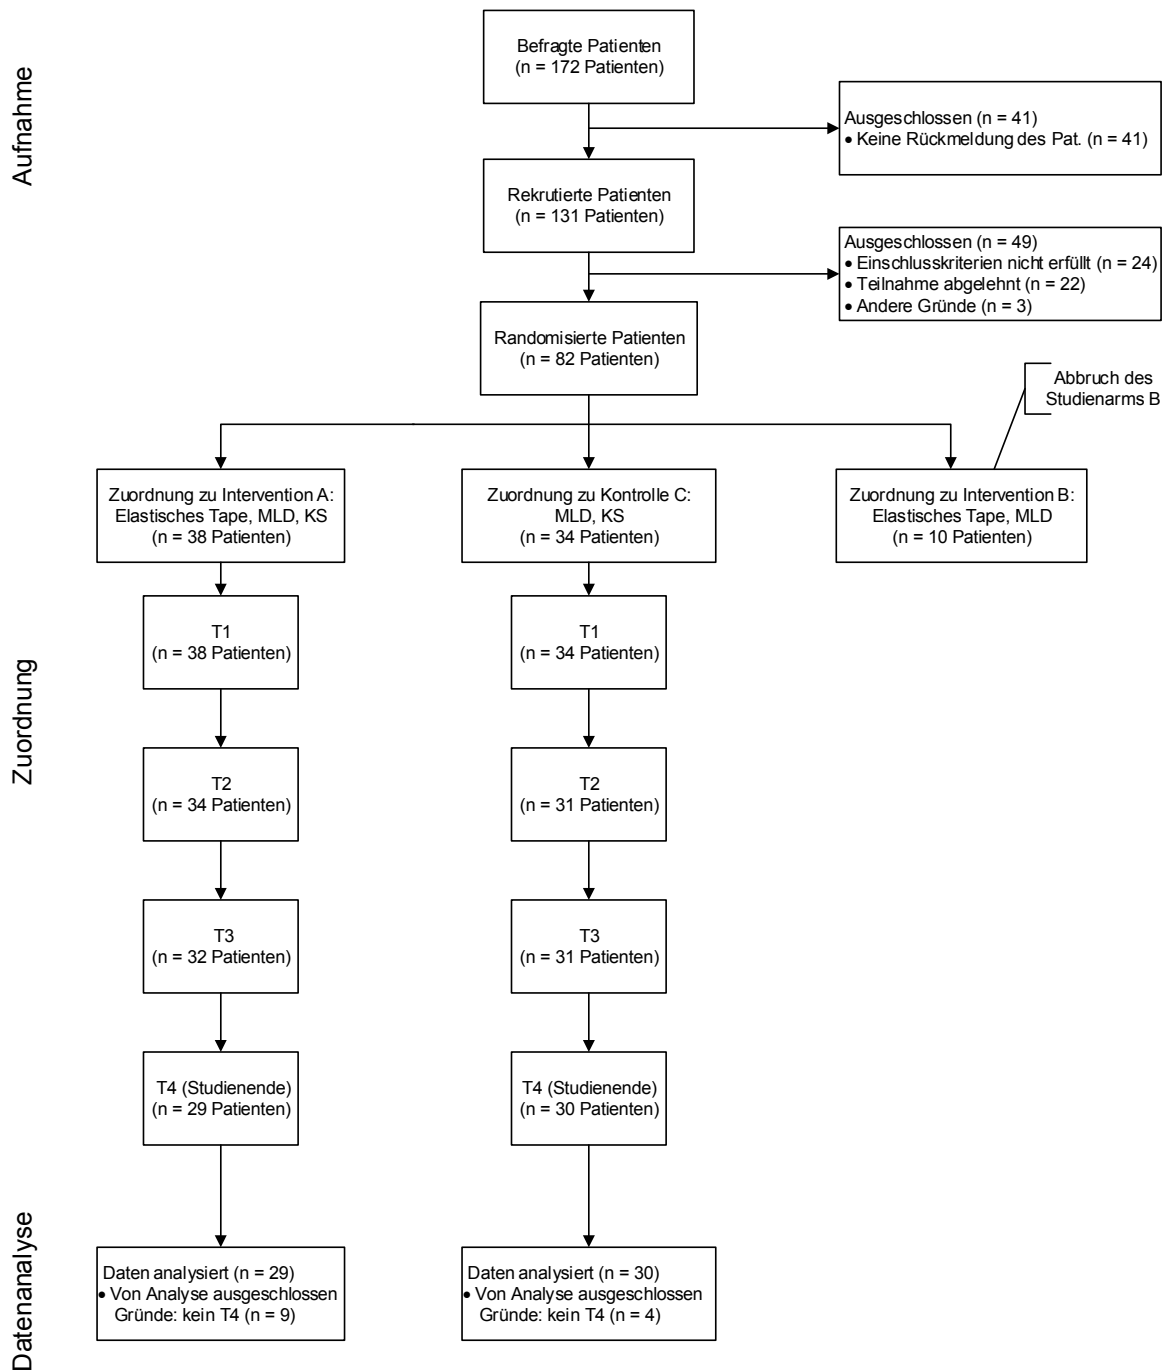 Aufnahme
Befragte Patienten
(n = 172 Patienten)
Ausgeschlossen (n = 41)
• Keine Rückmeldung des Pat. (n = 41)
Rekrutierte Patienten
(n = 131 Patienten)
Ausgeschlossen (n = 49)
• Einschlusskriterien nicht erfüllt (n = 24)
• Teilnahme abgelehnt (n = 22)
• Andere Gründe (n = 3)
Randomisierte Patienten
(n = 82 Patienten)
Abbruch des
Studienarms B
Zuordnung
Zuordnung zu Intervention A:
Elastisches Tape, MLD, KS
(n = 38 Patienten)
Zuordnung zu Kontrolle C:
MLD, KS
(n = 34 Patienten)
Zuordnung zu Intervention B:
Elastisches Tape, MLD
(n = 10 Patienten)
T1
(n = 38 Patienten)
T1
(n = 34 Patienten)
T2
(n = 34 Patienten)
T2
(n = 31 Patienten)
T3
(n = 32 Patienten)
T3
(n = 31 Patienten)
T4 (Studienende)
(n = 29 Patienten)
T4 (Studienende)
(n = 30 Patienten)
Datenanalyse
Daten analysiert (n = 29)
• Von Analyse ausgeschlossen
Gründe: kein T4 (n = 9)
Daten analysiert (n = 30)
• Von Analyse ausgeschlossen
Gründe: kein T4 (n = 4)